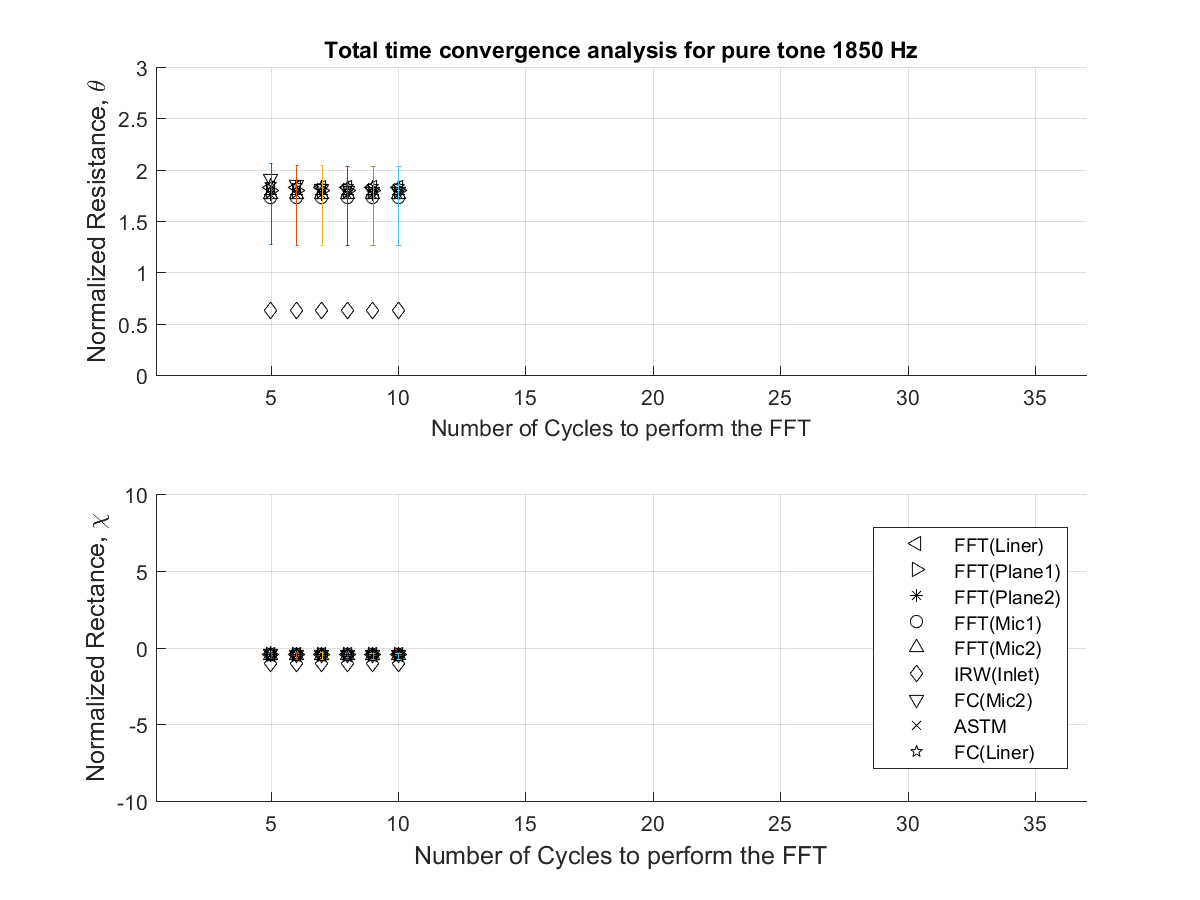 Total time convergence analysis for pure tone 1850 Hz
Normalized Resistance, θ
3
2.5
2
1.5
1
0.5
0
5 10 15 20 25 30 35
Number of Cycles to perform the FFT
Normalized Rectance, χ
10
5
0
-5
-10
FFT(Liner)
FFT(Plane1)
FFT(Plane2)
FFT(Mic1)
FFT(Mic2)
IRW(Inlet)
FC(Mic2)
ASTM
FC(Liner)
5 10 15 20 25 30 35
Number of Cycles to perform the FFT